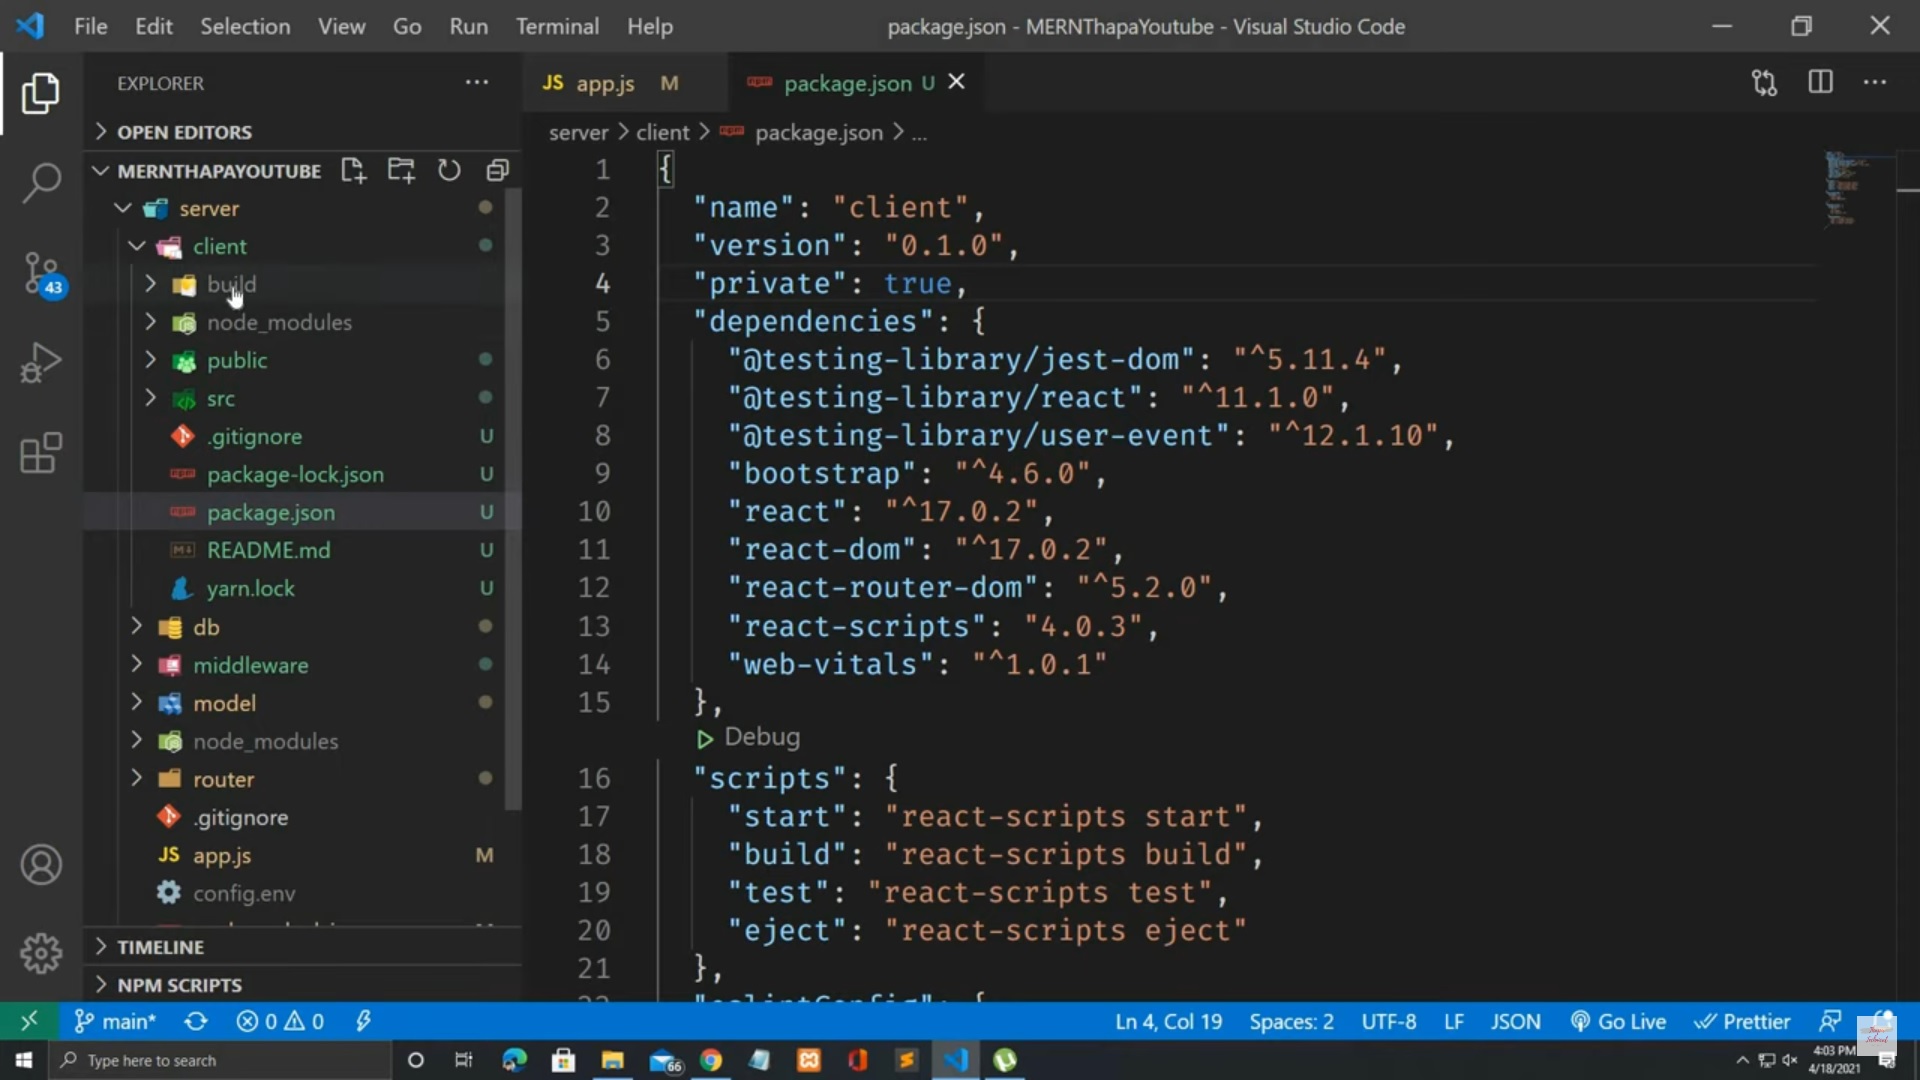 File Edit Selection View Go Run Terminal Help package.json - MERNThapaYoutube - Visual Studio Code
EXPLORER
OPEN EDITORS
MERNTHAPAYOUTUBE
server
client
build
node_modules
public
src
.gitignore U
package-lock.json U
package.json U
README.md U
yarn.lock U
db
middleware
model
node_modules
router
.gitignore
JS app.js M
config.env
TIMELINE
NPM SCRIPTS
43
JS app.js M package.json U
server > client > package.json > ...
1 {
2 "name": "client",
3 "version": "0.1.0",
4 "private": true,
5 "dependencies": {
6 "@testing-library/jest-dom": "^5.11.4",
7 "@testing-library/react": "^11.1.0",
8 "@testing-library/user-event": "^12.1.10",
9 "bootstrap": "^4.6.0",
10 "react": "^17.0.2",
11 "react-dom": "^17.0.2",
12 "react-router-dom": "^5.2.0",
13 "react-scripts": "4.0.3",
14 "web-vitals": "^1.0.1"
15 },
Debug
16 "scripts": {
17 "start": "react-scripts start",
18 "build": "react-scripts build",
19 "test": "react-scripts test",
20 "eject": "react-scripts eject"
21 },
22 "eslintConfig": {
main* 0 0 Ln 4, Col 19 Spaces: 2 UTF-8 LF JSON Go Live Prettier
Type here to search 66 4:03 PM
4/18/2021